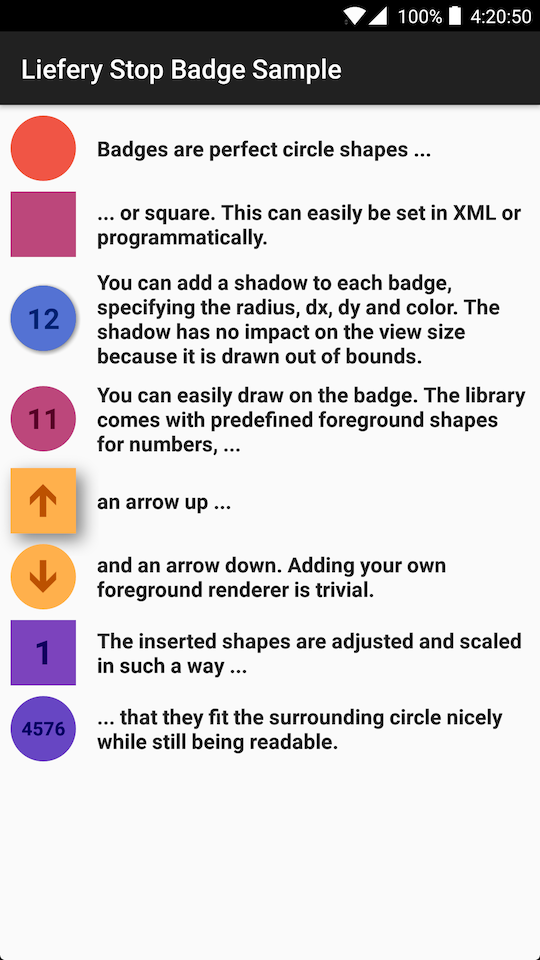 100% 4:20:50
Liefery Stop Badge Sample
Badges are perfect circle shapes ...
... or square. This can easily be set in XML or
programmatically.
You can add a shadow to each badge,
specifying the radius, dx, dy and color. The
12
shadow has no impact on the view size
because it is drawn out of bounds.
You can easily draw on the badge. The library
11
comes with predefined foreground shapes
for numbers, ...
an arrow up ...
and an arrow down. Adding your own
foreground renderer is trivial.
1
The inserted shapes are adjusted and scaled
in such a way ...
4576
... that they fit the surrounding circle nicely
while still being readable.